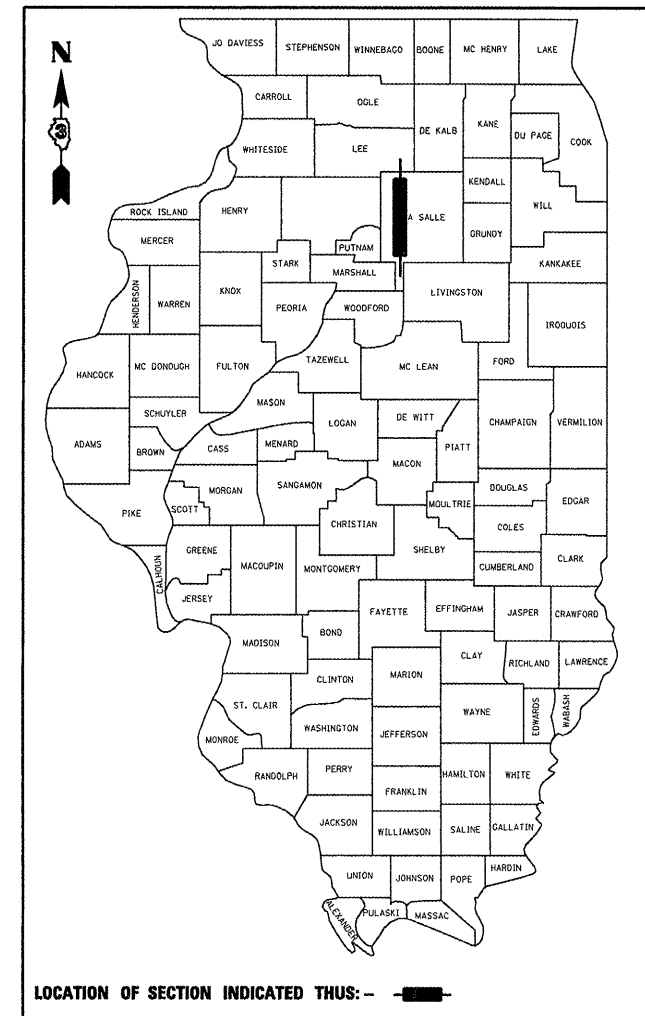 JO DAVIESS STEPHENSON WINNEBAGO BOONE MC HENRY LAKE
N
CARROLL OGLE
DE KALB KANE
3 DU PAGE COOK
WHITESIDE LEE
KENDALL
ROCK ISLAND HENRY A SALLE WILL
MERCER PUTNAM GRUNDY
STARK MARSHALL KANKAKEE
HENDERSON WARREN KNOX LIVINGSTON
PEORIA WOODFORD IROQUOIS
TAZEWELL FORD
HANCOCK MC DONOUGH FULTON MC LEAN
MASON
SCHUYLER DE WITT CHAMPAIGN VERMILION
ADAMS LOGAN
BROWN CASS MENARD PIATT
MACON
MORGAN SANGAMON DOUGLAS
PIKE SCOTT MOULTRIE EDGAR
CHRISTIAN COLES
GREENE SHELBY
CALHOUN MACOUPIN MONTGOMERY CUMBERLAND CLARK
JERSEY
FAYETTE EFFINGHAM JASPER CRAWFORD
BOND
MADISON CLAY RICHLAND LAWRENCE
CLINTON MARION
ST. CLAIR WAYNE EDWARDS WABASH
WASHINGTON JEFFERSON
MONROE
PERRY HAMILTON WHITE
RANDOLPH FRANKLIN
JACKSON WILLIAMSON SALINE GALLATIN
UNION JOHNSON POPE HARDIN
ALEXANDER PULASKI MASSAC
LOCATION OF SECTION INDICATED THUS: -